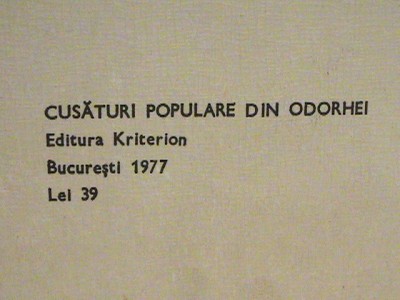 CUSĂTURI POPULARE DIN ODORHEI
Editura Kriterion
București 1977
Lei 39